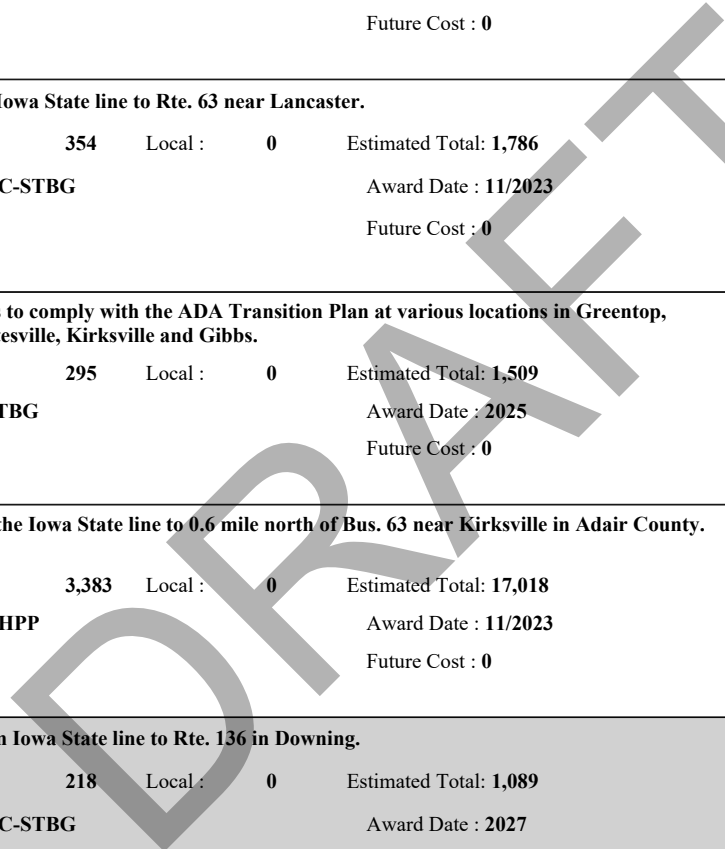 Future Cost : 0
Iowa State line to Rte. 63 near Lancaster.
354 Local : 0 Estimated Total: 1,786
C-STBG Award Date : 11/2023
Future Cost : 0
s to comply with the ADA Transition Plan at various locations in Greentop,
esville, Kirksville and Gibbs.
295 Local : 0 Estimated Total: 1,509
TBG Award Date : 2025
Future Cost : 0
the Iowa State line to 0.6 mile north of Bus. 63 near Kirksville in Adair County.
3,383 Local : 0 Estimated Total: 17,018
HPP Award Date : 11/2023
Future Cost : 0
n Iowa State line to Rte. 136 in Downing.
218 Local : 0 Estimated Total: 1,089
C-STBG Award Date : 2027
DRAFT